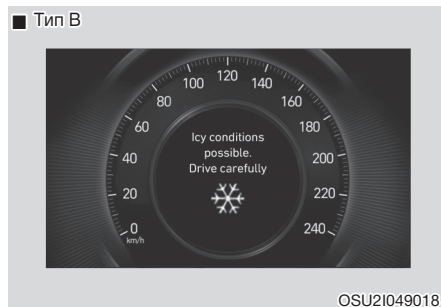 ■ Тип B
120
100 140
80 160
60 180
Icy conditions
possible.
Drive carefully
40 200
20 220
0 240
km/h
OSU2I049018